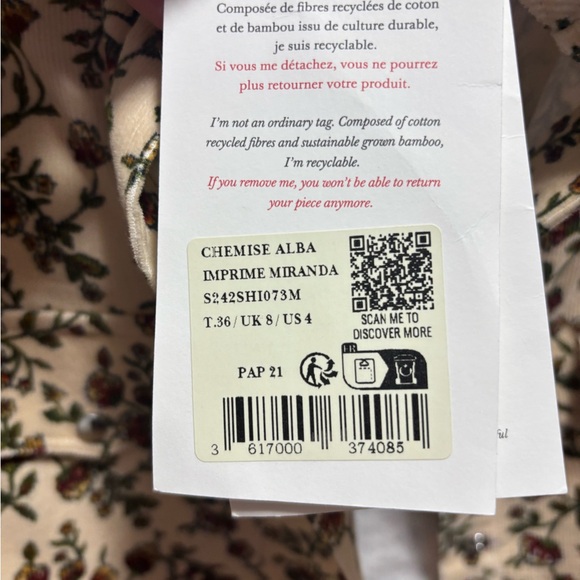 Composée de fibres recyclées de coton
et de bambou issu de culture durable,
je suis recyclable.
Si vous me détachez, vous ne pourrez
plus retourner votre produit.
I'm not an ordinary tag. Composed of cotton
recycled fibres and sustainable grown bamboo,
I'm recyclable.
If you remove me, you won't be able to return
your piece anymore.
CHEMISE ALBA
IMPRIME MIRANDA
S242SHI073M
T.36/UK 8/US 4
SCAN ME TO
DISCOVER MORE
PAP 21
FR
3 617000 374085